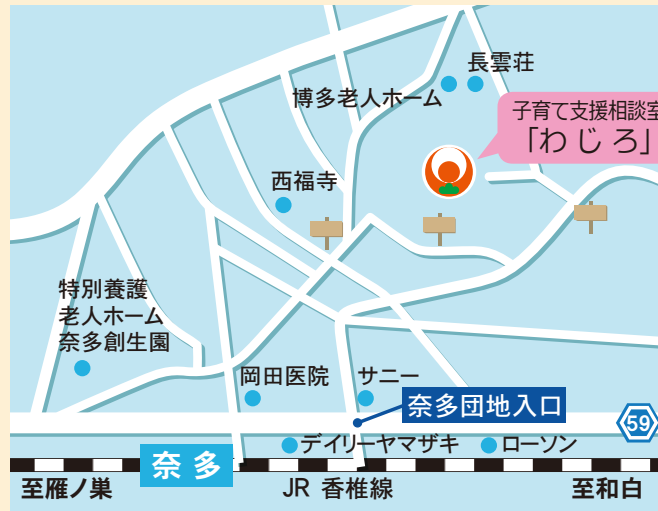 長雲荘
博多老人ホーム
子育て支援相談室
「わじろ」
西福寺
特別養護
老人ホーム
奈多創生園
岡田医院
サニー
奈多団地入口
59
デイリーヤマザキ
ローソン
奈多
至雁ノ巣
JR 香椎線
至和白